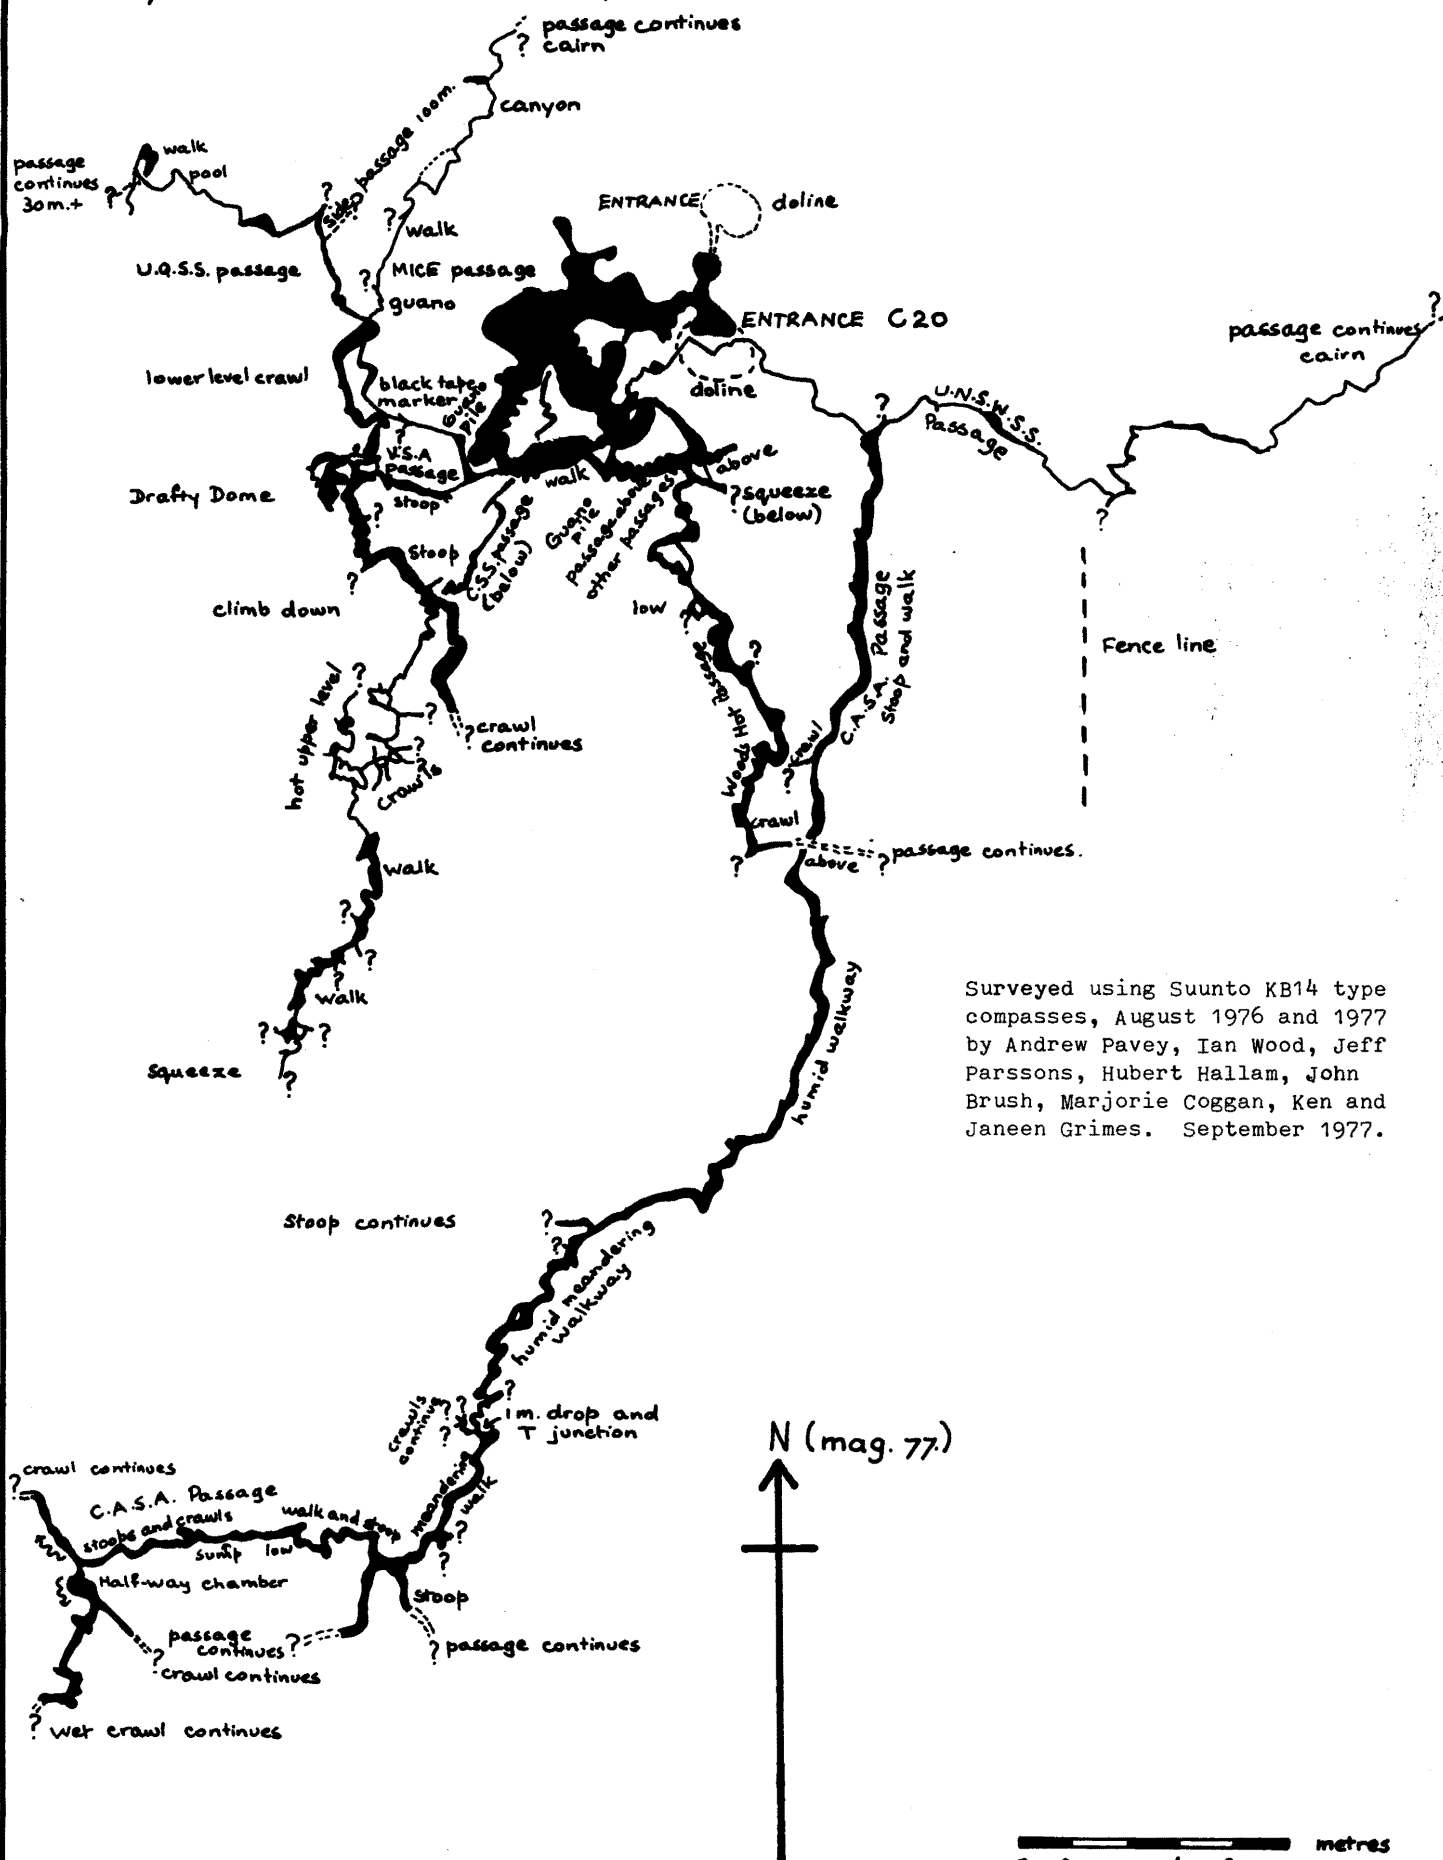 passage continues
cairn
canyon
side passage 100m.
walk
pool
passage
continues
30m.+
?
?
?
walk
ENTRANCE
doline
U.Q.S.S. passage
?
MICE passage
guano
ENTRANCE C20
?
passage continues
cairn
lower level crawl
black tape
marker
Guano
Pile
doline
?
U.N.S.W.S.S.
Passage
?
V.S.A
passage
stoop
walk
above
Drafty Dome
?
squeeze
(below)
?
C.S.S. passage
(below)
Guano
pile
passage above
other passages
?
Stoop
?
climb down
low
?
C.A.S.A. Passage
Stoop and walk
Fence line
?
Woods Hot Passage
hot upper level
?
?
?
crawl
continues
?
?
crawls
crawl
?
crawl
?
above
?
passage continues.
walk
?
?
?
walk
?
?
squeeze
?
humid walkway
Surveyed using Suunto KB14 type
compasses, August 1976 and 1977
by Andrew Pavey, Ian Wood, Jeff
Parssons, Hubert Hallam, John
Brush, Marjorie Coggan, Ken and
Janeen Grimes. September 1977.
Stoop continues
?
?
humid meandering
walkway
?
crawls
continue
?
?
?
1m. drop and
T junction
N (mag. 77.)
crawl continues
?
C.A.S.A. Passage
stoops and crawls
walk and stoop
meandering
walk
sump
low
?
?
Half-way chamber
stoop
passage
continues
?
?
passage continues
?
crawl continues
?
wet crawl continues
metres